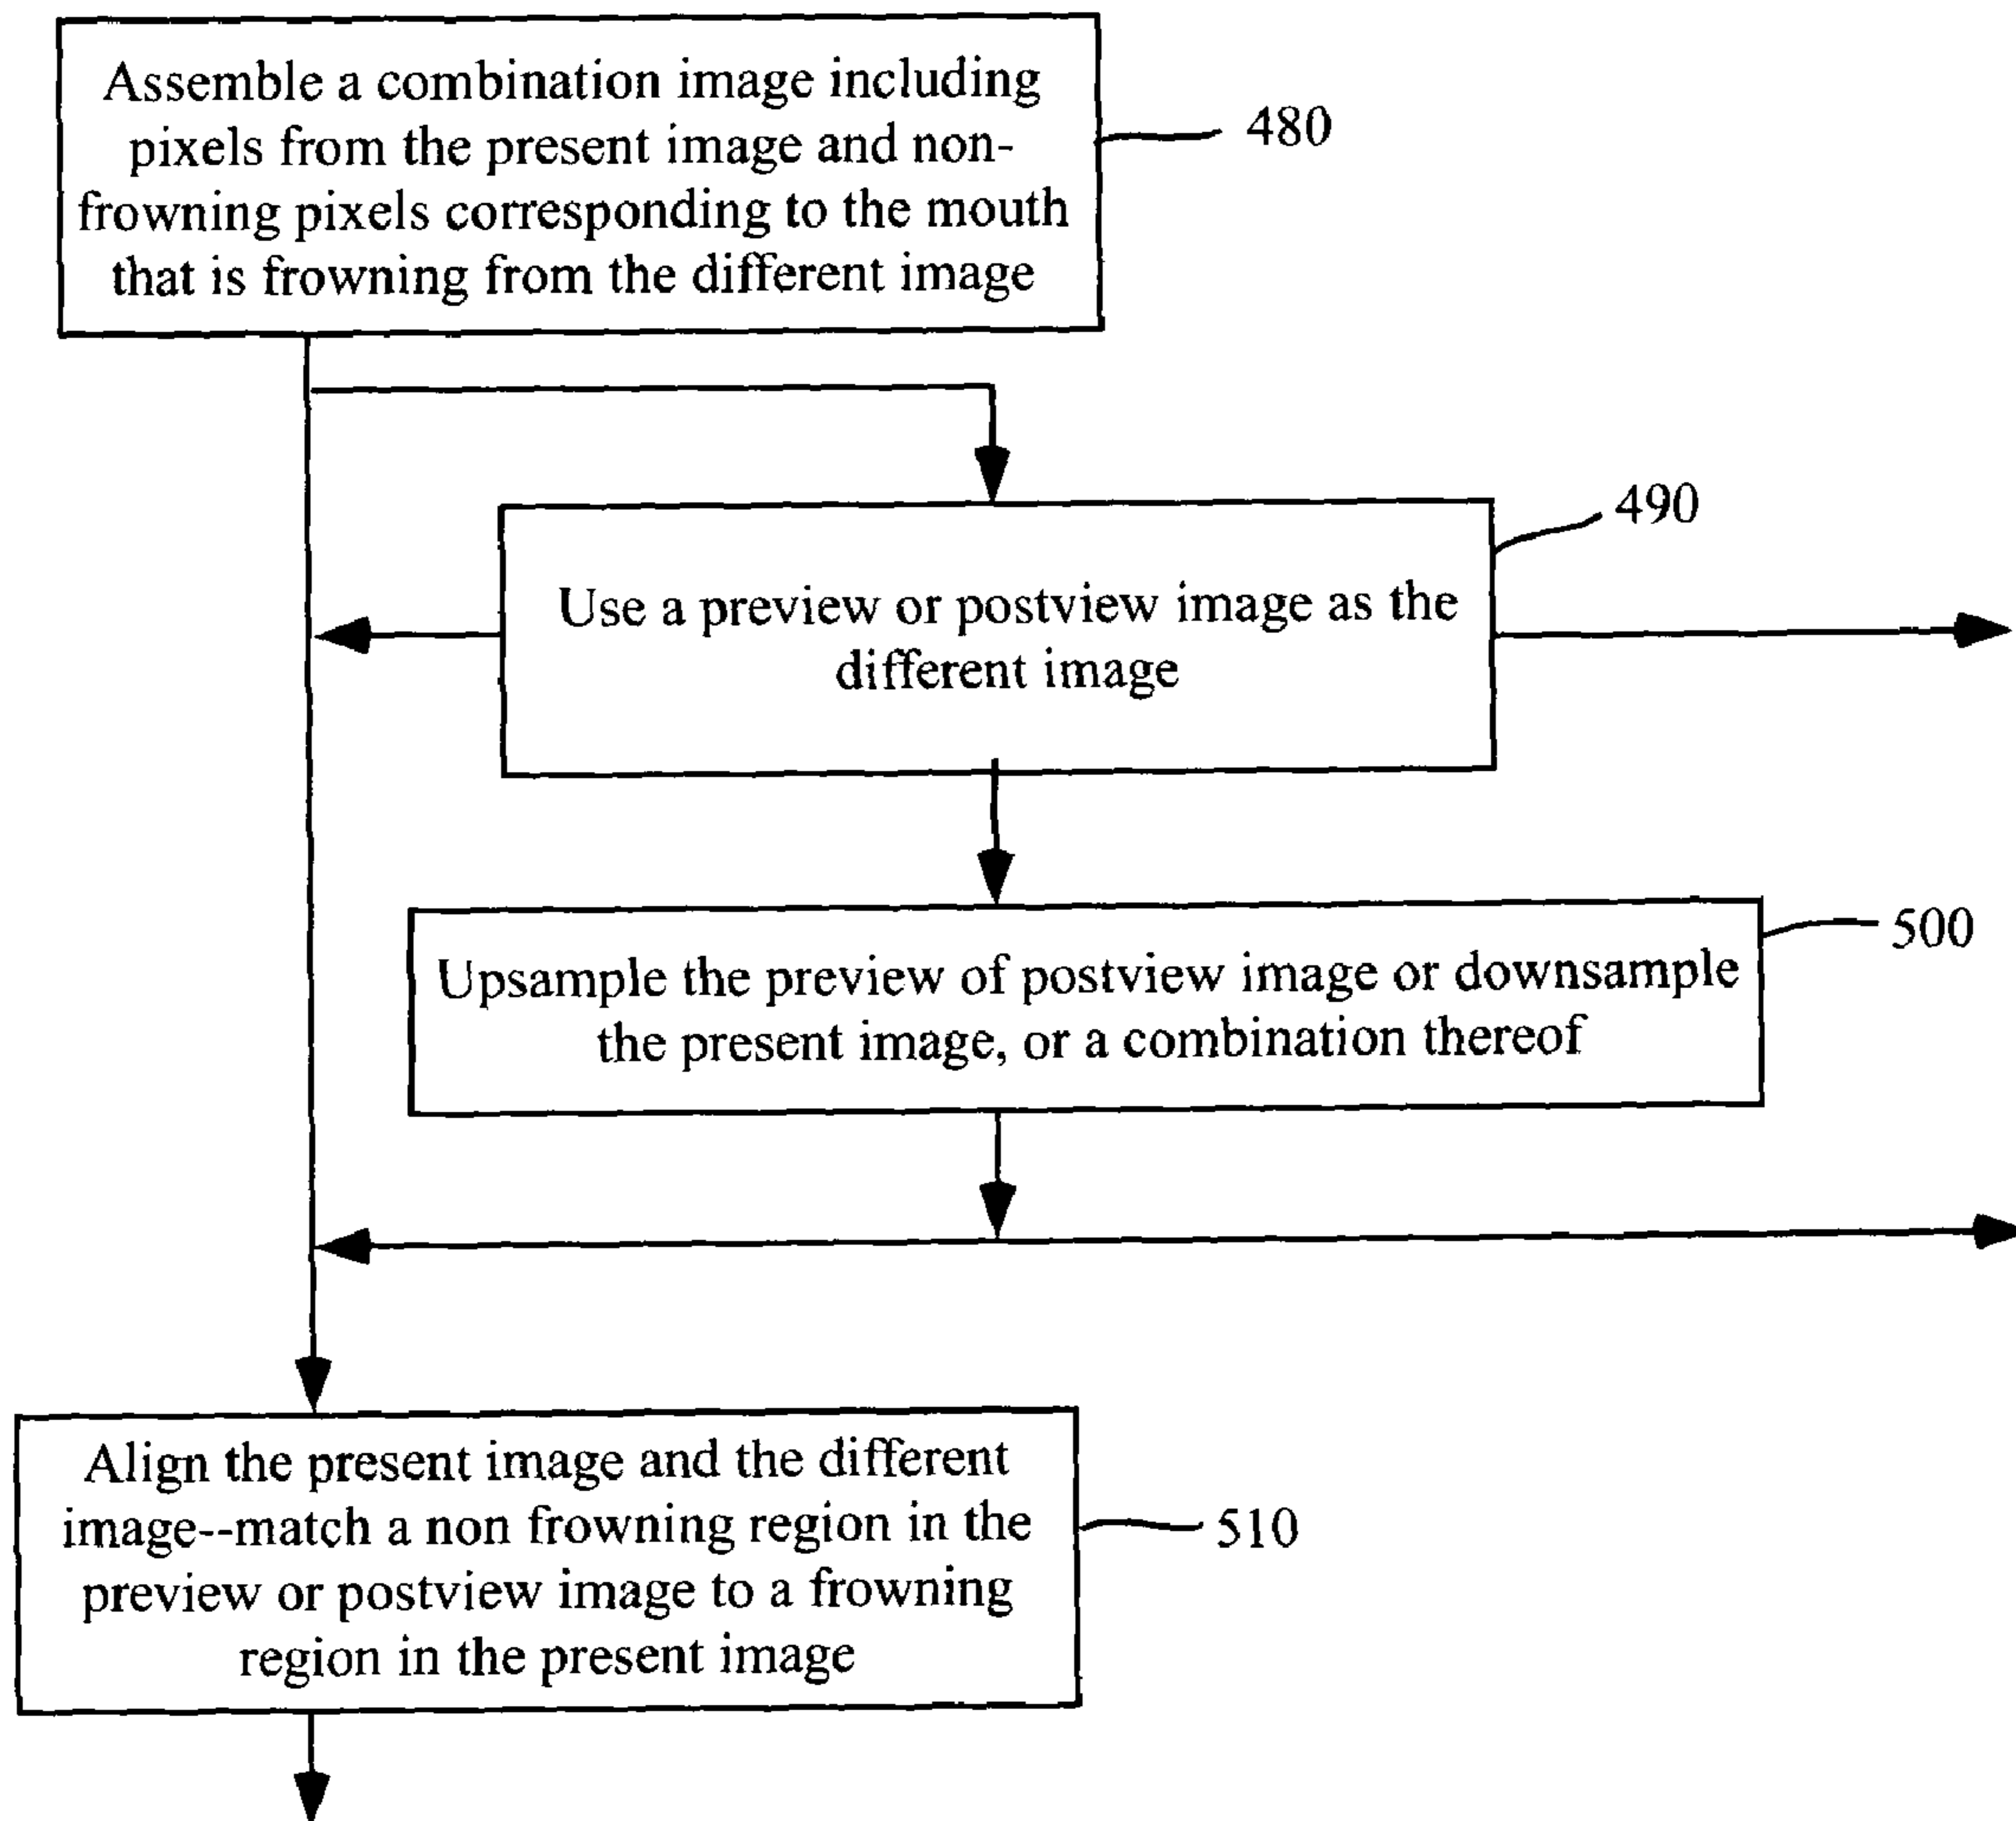 Assemble a combination image including
pixels from the present image and non-
frowning pixels corresponding to the mouth
that is frowning from the different image
480
490
Use a preview or postview image as the
different image
500
Upsample the preview of postview image or downsample
the present image, or a combination thereof
Align the present image and the different
image--match a non frowning region in the
preview or postview image to a frowning
region in the present image
510